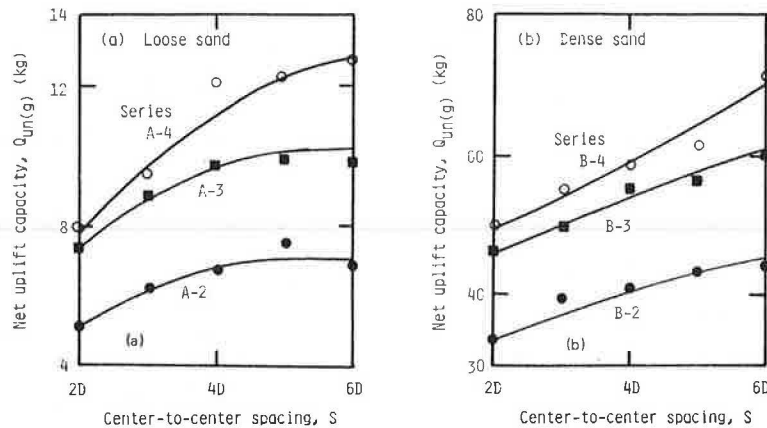 14
(a) Loose sand
12
Series
A-4
A-3
8
A-2
(a)
4
2D 4D 6D
Center-to-center spacing, S
Net uplift capacity, Qun(g) (kg)
80
(b) Dense sand
60
Series
B-4
B-3
40
B-2
30
(b)
2D 4D 6D
Center-to-center spacing, S
Net uplift capacity, Qun(g) (kg)